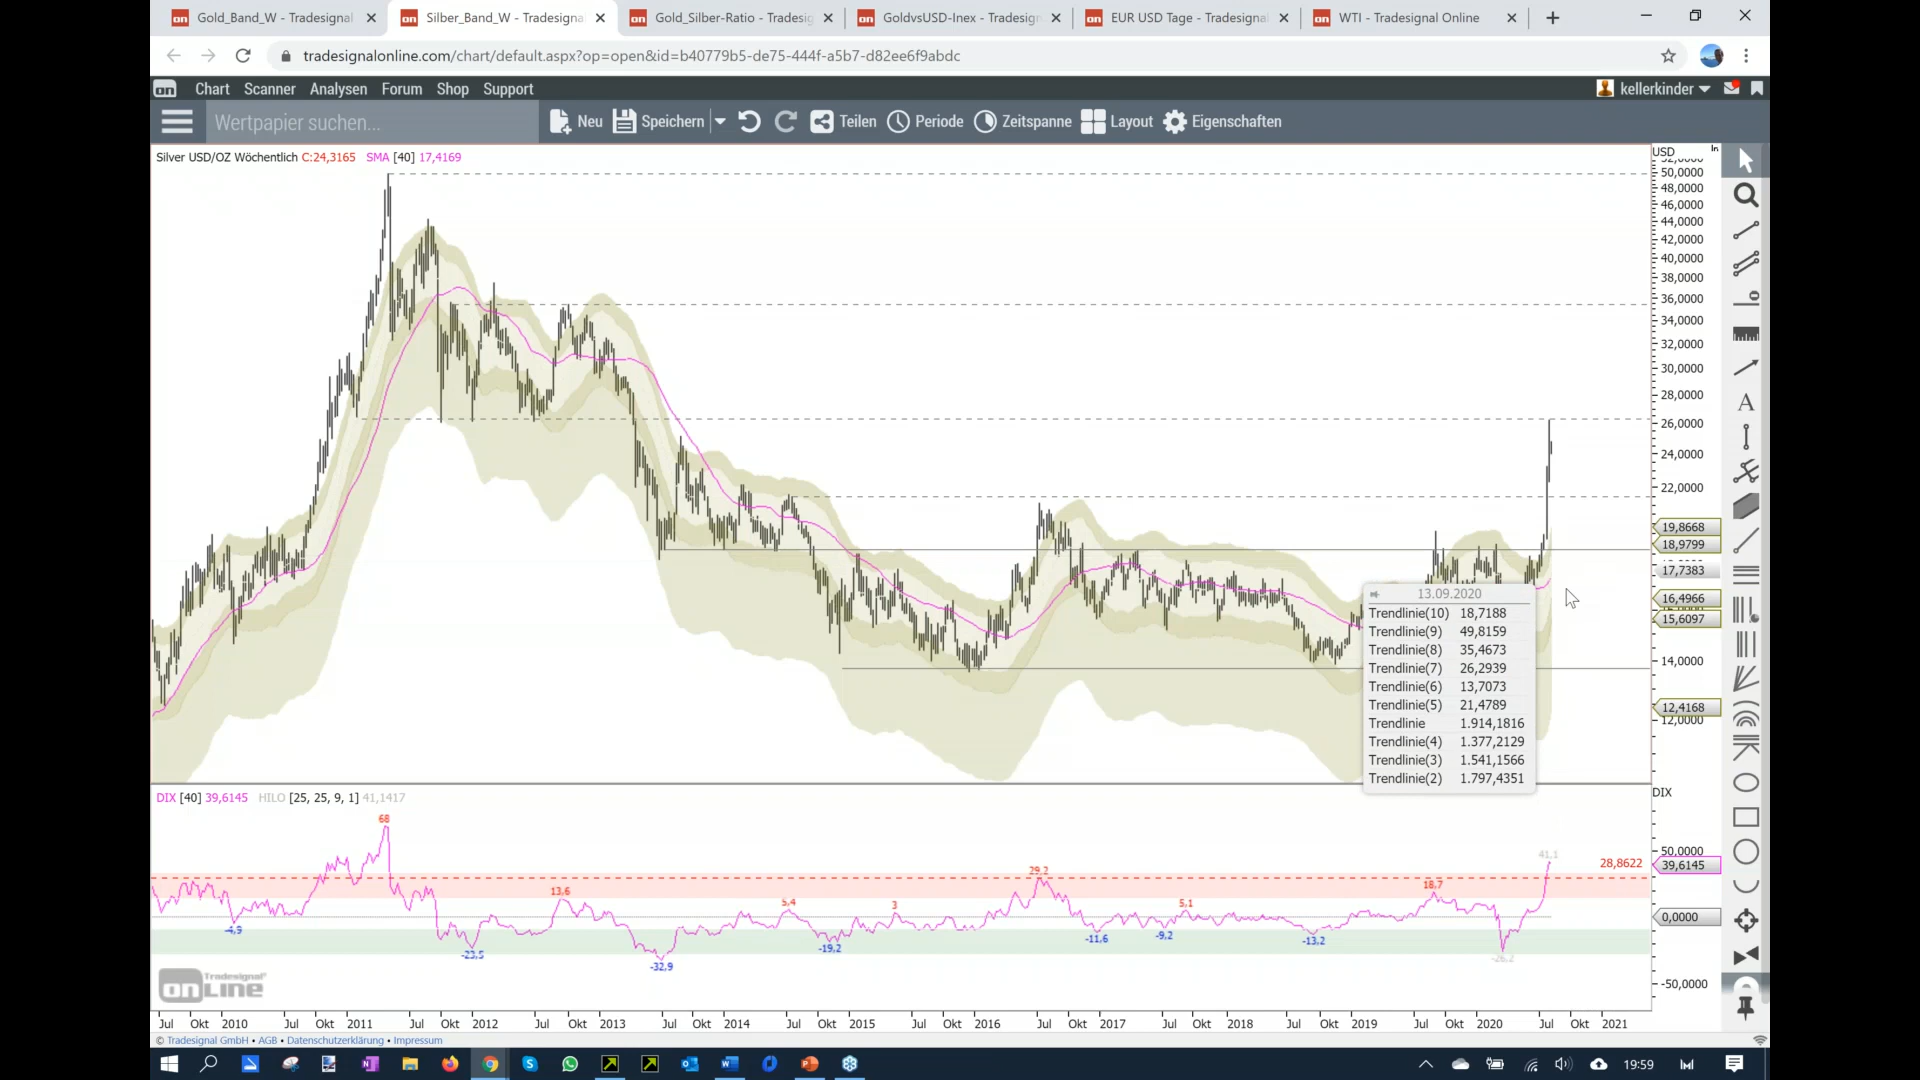 Gold_Band_W - Tradesignal
Silber_Band_W - Tradesigna
Gold_Silber-Ratio - Tradesig
GoldvsUSD-Inex - Tradesign
EUR USD Tage - Tradesignal
WTI - Tradesignal Online
tradesignalonline.com/chart/default.aspx?op=open&id=b40779b5-de75-444f-a5b7-d82ee6f9abdc
on Chart Scanner Analysen Forum Shop Support kellerkinder
Wertpapier suchen... Neu Speichern Teilen Periode Zeitspanne Layout Eigenschaften
Silver USD/OZ Wöchentlich C:24,3165 SMA [40] 17,4169
USD
ln
50,0000
48,0000
46,0000
44,0000
42,0000
40,0000
38,0000
36,0000
34,0000
32,0000
30,0000
28,0000
26,0000
24,0000
22,0000
19,8668
18,9799
17,7383
16,4966
15,6097
14,0000
12,4168
12,0000
13.09.2020
Trendlinie(10) 18,7188
Trendlinie(9) 49,8159
Trendlinie(8) 35,4673
Trendlinie(7) 26,2939
Trendlinie(6) 13,7073
Trendlinie(5) 21,4789
Trendlinie 1.914,1816
Trendlinie(4) 1.377,2129
Trendlinie(3) 1.541,1566
Trendlinie(2) 1.797,4351
DIX [40] 39,6145 HILO [25, 25, 9, 1] 41,1417
DIX
68
41,1
50,0000
28,8622
39,6145
29,2
18,7
13,6
5,4
3
5,1
0,0000
-4,9
-23,5
-32,9
-19,2
-11,6
-9,2
-13,2
-26,2
-50,0000
Tradesignal®
onLine
Jul Okt 2010 Jul Okt 2011 Jul Okt 2012 Jul Okt 2013 Jul Okt 2014 Jul Okt 2015 Jul Okt 2016 Jul Okt 2017 Jul Okt 2018 Jul Okt 2019 Jul Okt 2020 Jul Okt 2021
© Tradesignal GmbH • AGB • Datenschutzerklärung • Impressum
19:59